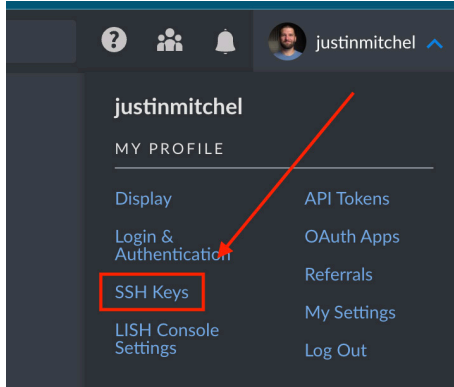 justinmitchel
justinmitchel
MY PROFILE
Display
Login &
Authentication
SSH Keys
LISH Console
Settings
API Tokens
OAuth Apps
Referrals
My Settings
Log Out